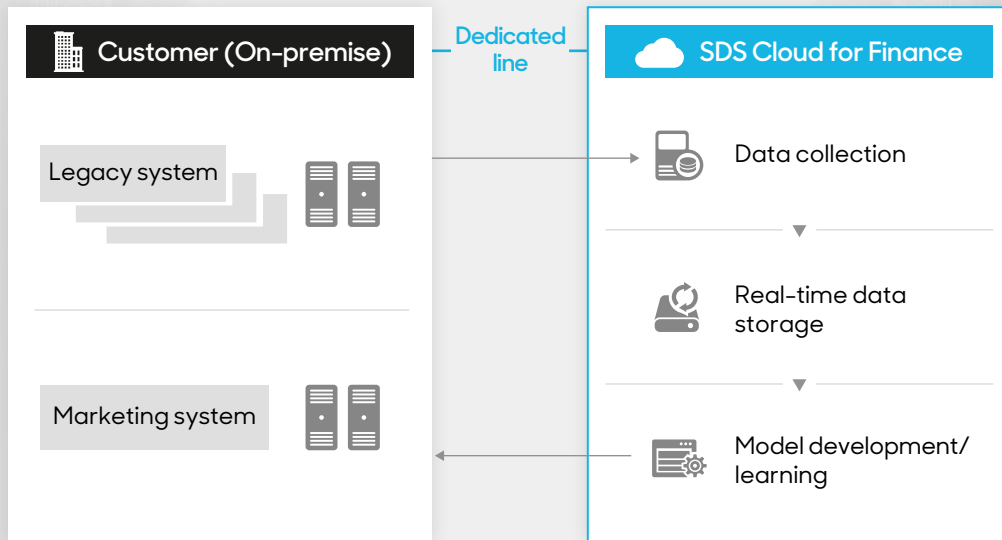 Customer (On-premise)
Dedicated
line
SDS Cloud for Finance
Legacy system
Data collection
Real-time data
storage
Marketing system
Model development/
learning